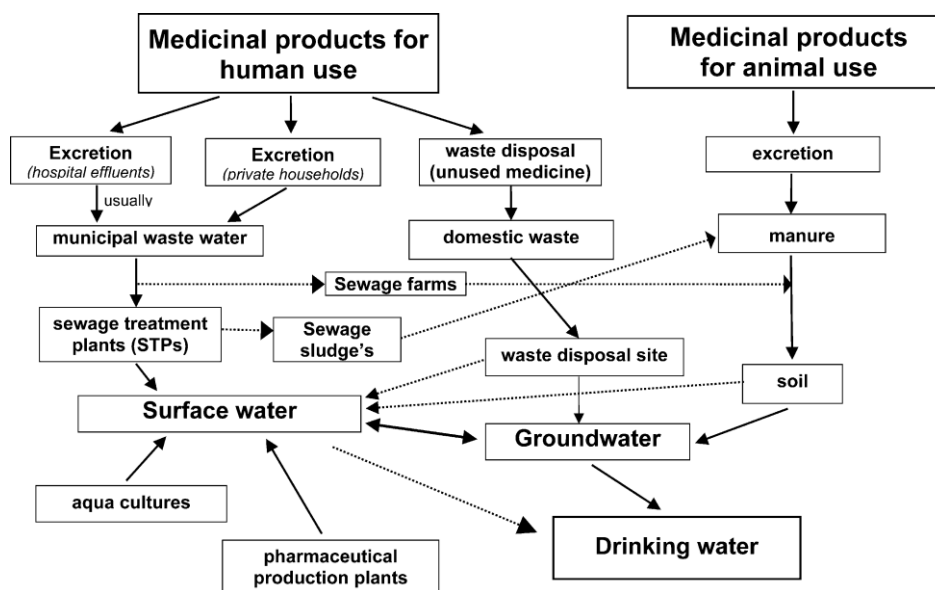 Medicinal products for
human use
Medicinal products
for animal use
Excretion
(hospital effluents)
Excretion
(private households)
waste disposal
(unused medicine)
excretion
usually
municipal waste water
domestic waste
manure
Sewage farms
sewage treatment
plants (STPs)
Sewage
sludge's
waste disposal site
soil
Surface water
Groundwater
aqua cultures
Drinking water
pharmaceutical
production plants